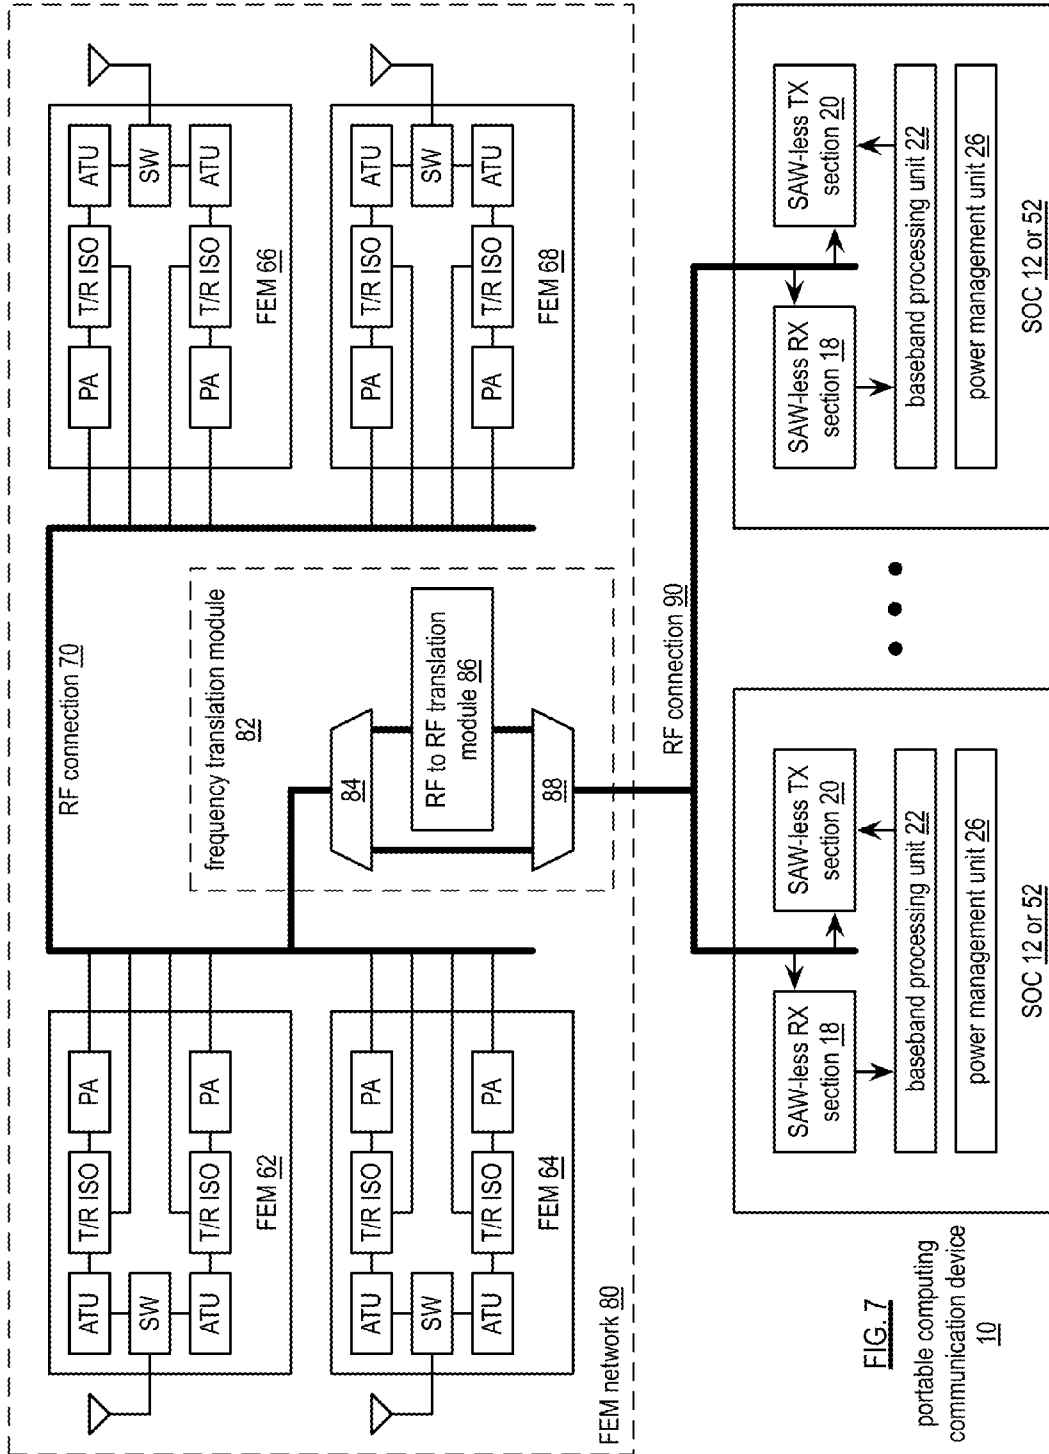 ATU
T/R ISO
PA
SW
ATU
T/R ISO
PA
FEM 62
PA
T/R ISO
ATU
SW
PA
T/R ISO
ATU
FEM 66
RF connection 70
frequency translation module
82
84
RF to RF translation
module 86
88
ATU
T/R ISO
PA
SW
ATU
T/R ISO
PA
FEM 64
PA
T/R ISO
ATU
SW
PA
T/R ISO
ATU
FEM 68
FEM network 80
RF connection 90
SAW-less RX
section 18
SAW-less TX
section 20
baseband processing unit 22
power management unit 26
SOC 12 or 52
SAW-less RX
section 18
SAW-less TX
section 20
baseband processing unit 22
power management unit 26
SOC 12 or 52
FIG. 7
portable computing
communication device
10